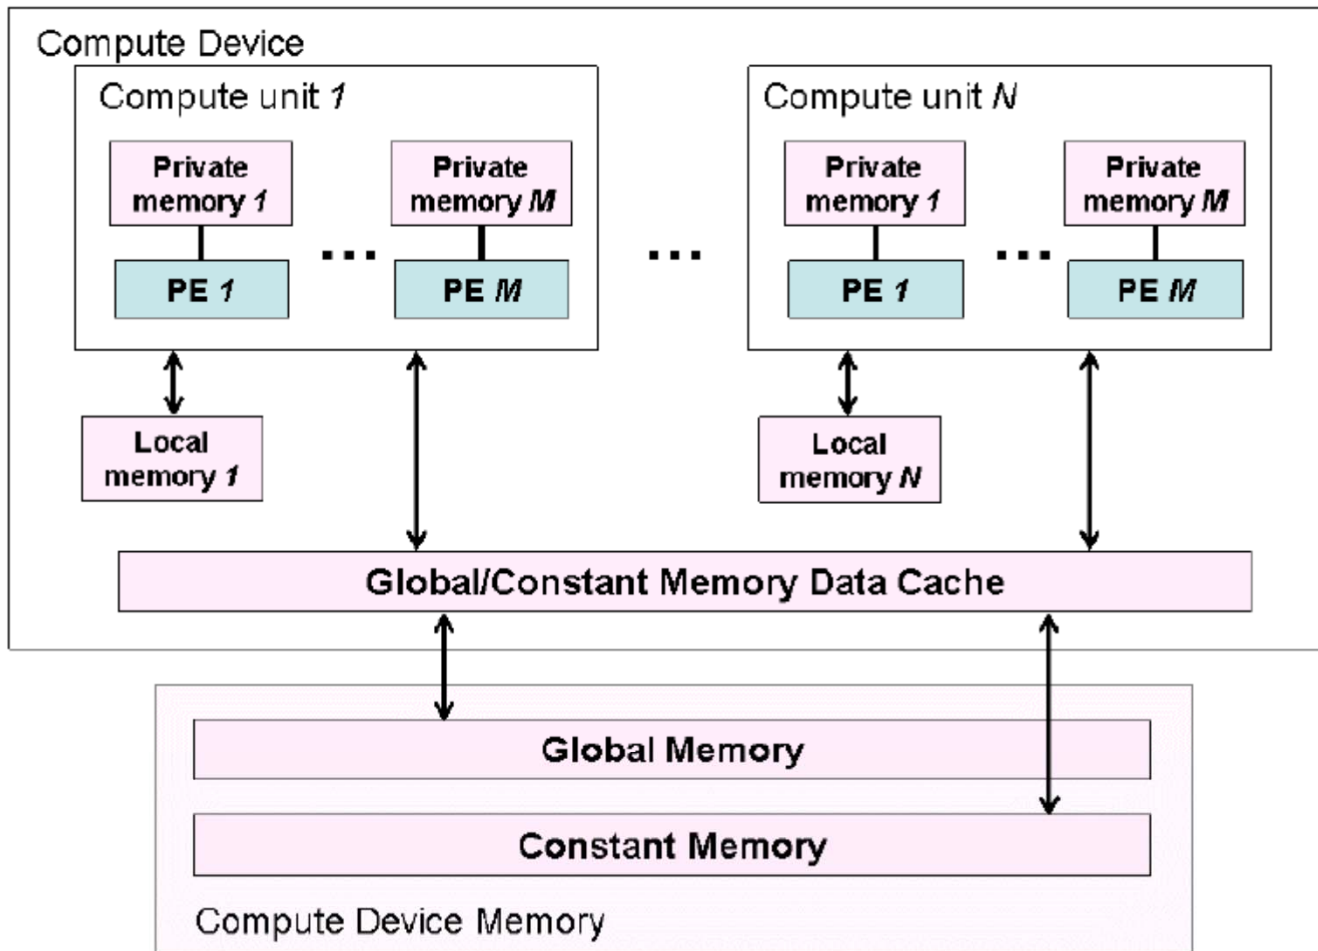 Compute Device
Compute unit 1
Compute unit N
Private
memory 1
Private
memory M
Private
memory 1
Private
memory M
...
...
...
PE 1
PE M
PE 1
PE M
Local
memory 1
Local
memory N
Global/Constant Memory Data Cache
Global Memory
Constant Memory
Compute Device Memory